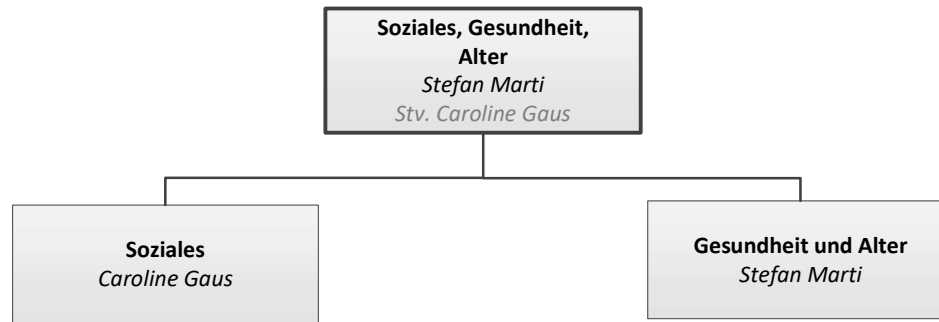 Soziales, Gesundheit,
Alter
Stefan Marti
Stv. Caroline Gaus
Soziales
Caroline Gaus
Gesundheit und Alter
Stefan Marti